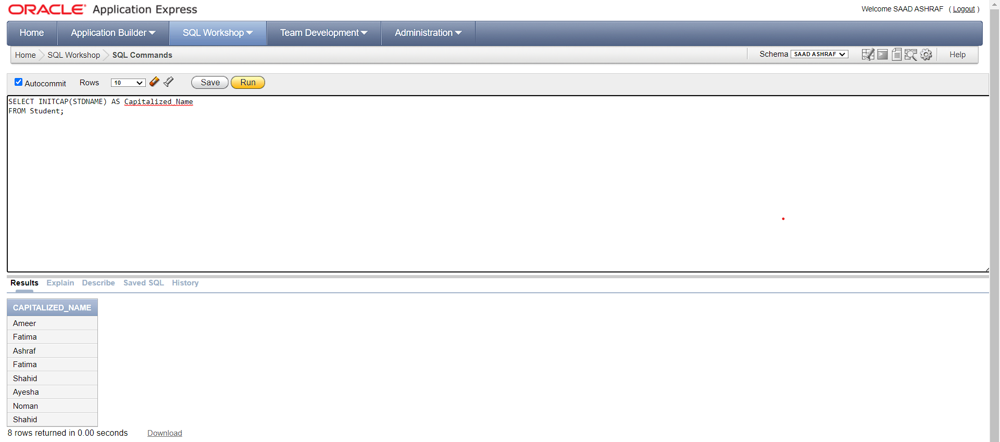 ORACLE Application Express
Welcome SAAD ASHRAF ( Logout )
Home Application Builder SQL Workshop Team Development Administration
Home SQL Workshop SQL Commands Schema SAAD ASHRAF Help
Autocommit Rows 10 Save Run
SELECT INITCAP(STDNAME) AS Capitalized_Name
FROM Student;
Results Explain Describe Saved SQL History
CAPITALIZED_NAME
Ameer
Fatima
Ashraf
Fatima
Shahid
Ayesha
Noman
Shahid
8 rows returned in 0.00 seconds Download